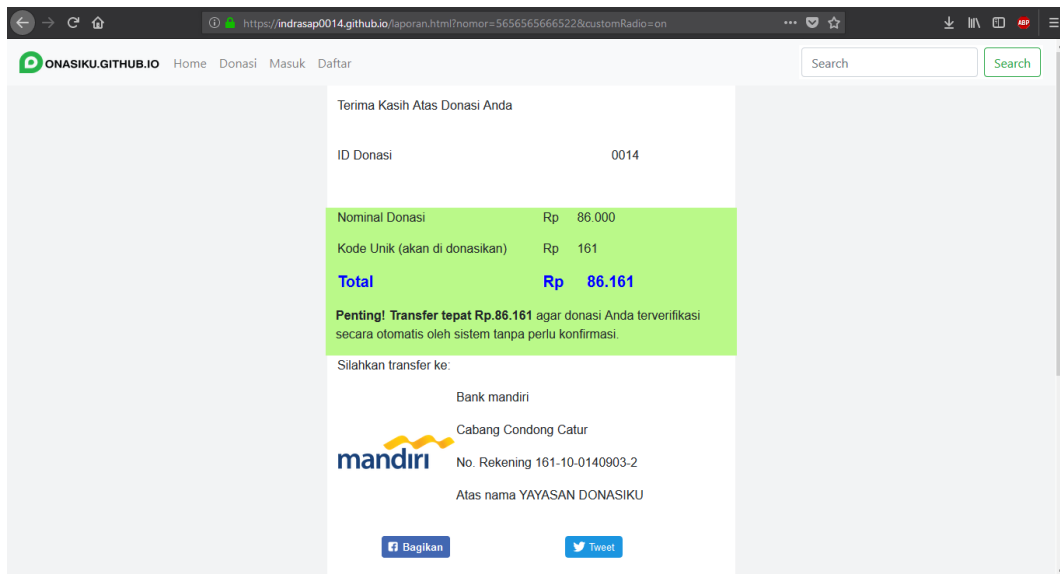 https://indrasap0014.github.io/laporan.html?nomor=5656565666522&customRadio=on
ABP
DONASIKU.GITHUB.IO Home Donasi Masuk Daftar Search Search
Terima Kasih Atas Donasi Anda
ID Donasi 0014
Nominal Donasi Rp 86.000
Kode Unik (akan di donasikan) Rp 161
Total Rp 86.161
Penting! Transfer tepat Rp.86.161 agar donasi Anda terverifikasi
secara otomatis oleh sistem tanpa perlu konfirmasi.
Silahkan transfer ke:
Bank mandiri
Cabang Condong Catur
mandiri
No. Rekening 161-10-0140903-2
Atas nama YAYASAN DONASIKU
Bagikan Tweet